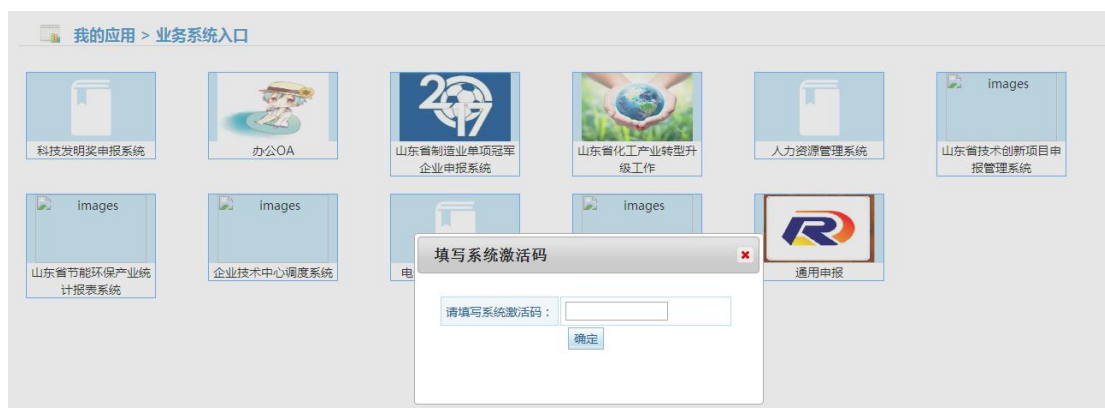 我的应用 > 业务系统入口
科技发明奖申报系统
办公OA
2017
山东省制造业单项冠军
企业申报系统
山东省化工产业转型升
级工作
人力资源管理系统
images
山东省技术创新项目申
报管理系统
images
山东省节能环保产业统
计报表系统
images
企业技术中心调度系统
电
images
R
通用申报
填写系统激活码
请填写系统激活码：
确定